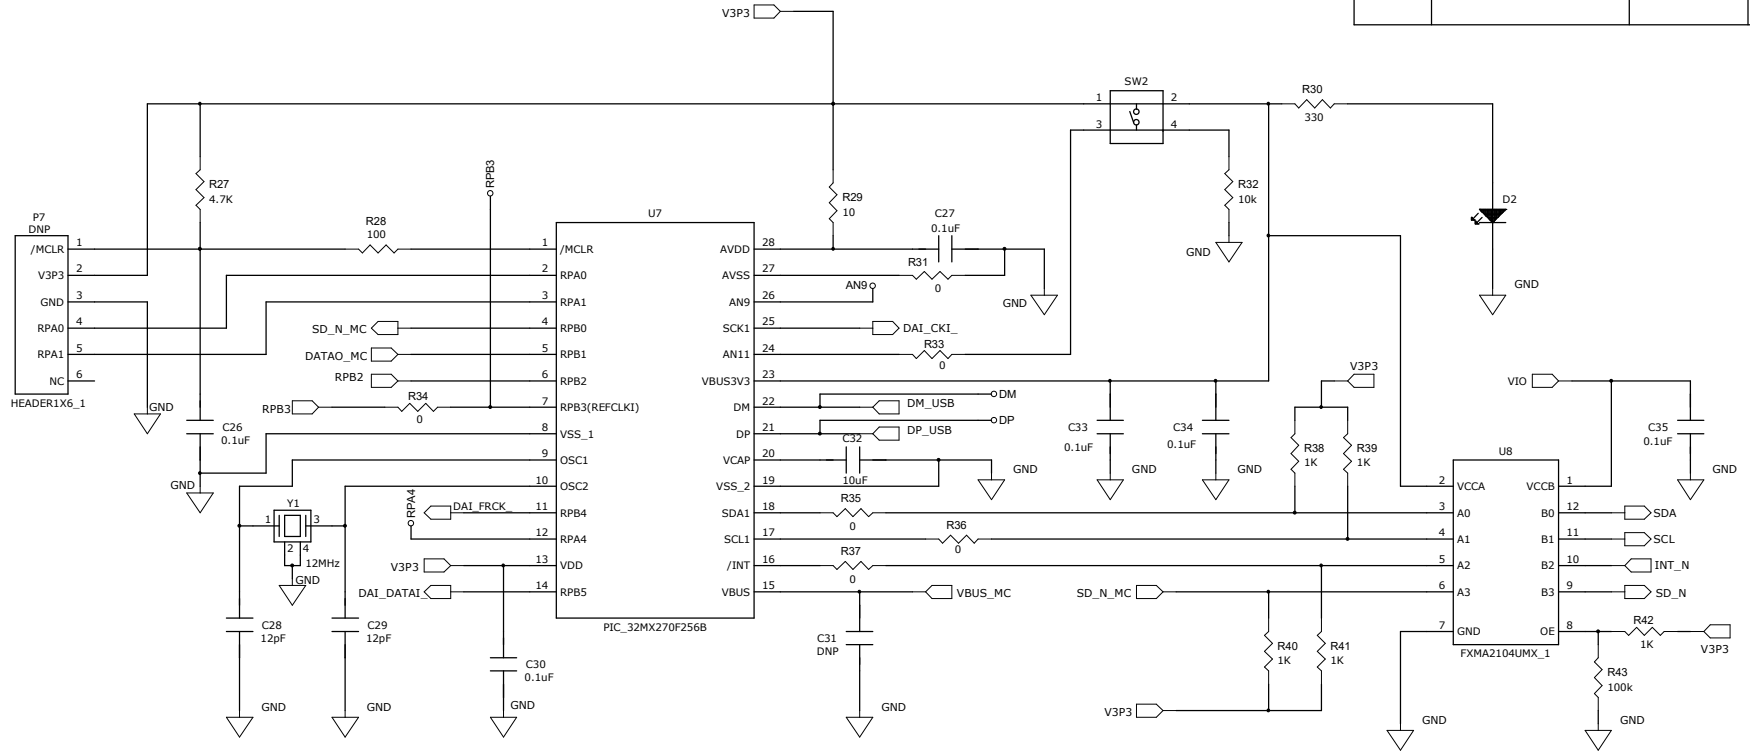 V3P3
SW2
1 2
3 4
R30
330
RPB3
R27
4.7K
R29
10
R32
10k
D2
P7
DNP
R28
100
U7
C27
0.1uF
/MCLR 1
V3P3 2
GND 3
RPA0 4
RPA1 5
NC 6
HEADER1X6_1
1 /MCLR
2 RPA0
3 RPA1
4 RPB0
5 RPB1
6 RPB2
7 RPB3(REFCLKI)
8 VSS_1
9 OSC1
10 OSC2
11 RPB4
12 RPA4
13 VDD
14 RPB5
AVDD 28
AVSS 27
AN9 26
SCK1 25
AN11 24
VBUS3V3 23
DM 22
DP 21
VCAP 20
VSS_2 19
SDA1 18
SCL1 17
/INT 16
VBUS 15
PIC_32MX270F256B
SD_N_MC
DATAO_MC
RPB2
RPB3
R34
0
GND
C26
0.1uF
GND
R31
0
GND
GND
GND
AN9
DAI_CKI_
R33
0
DM
DM_USB
DP
DP_USB
C32
10uF
GND
C33
0.1uF
GND
C34
0.1uF
GND
V3P3
R38
1K
R39
1K
VIO
C35
0.1uF
GND
Y1
1 3
2 4
12MHz
GND
RPA4
DAI_FRCK_
V3P3
DAI_DATAI_
R35
0
R36
0
R37
0
VBUS_MC
SD_N_MC
U8
2 VCCA
3 A0
4 A1
5 A2
6 A3
7 GND
VCCB 1
B0 12
B1 11
B2 10
B3 9
OE 8
FXMA2104UMX_1
SDA
SCL
INT_N
SD_N
R42
1K
V3P3
C28
12pF
GND
C29
12pF
GND
C30
0.1uF
GND
C31
DNP
GND
R40
1K
R41
1K
V3P3
R43
100k
GND
GND